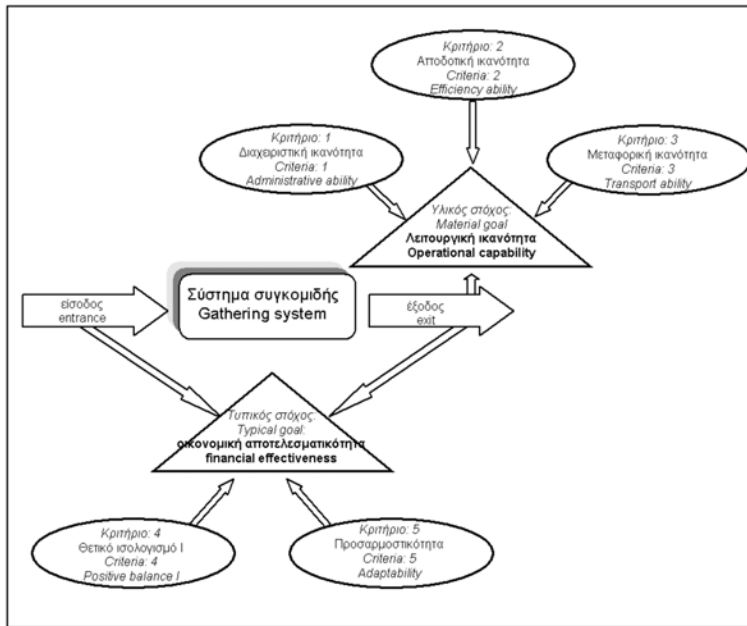 Κριτήριο: 2
Αποδοτική ικανότητα
Criteria: 2
Efficiency ability
Κριτήριο: 1
Διαχειριστική ικανότητα
Criteria: 1
Administrative ability
Κριτήριο: 3
Μεταφορική ικανότητα
Criteria: 3
Transport ability
Υλικός στόχος:
Material goal
Λειτουργική ικανότητα
Operational capability
είσοδος
entrance
Σύστημα συγκομιδής
Gathering system
έξοδος
exit
Τυπικός στόχος:
Typical goal:
οικονομική αποτελεσματικότητα
financial effectiveness
Κριτήριο: 4
Θετικό ισολογισμό Ι
Criteria: 4
Positive balance I
Κριτήριο: 5
Προσαρμοστικότητα
Criteria: 5
Adaptability